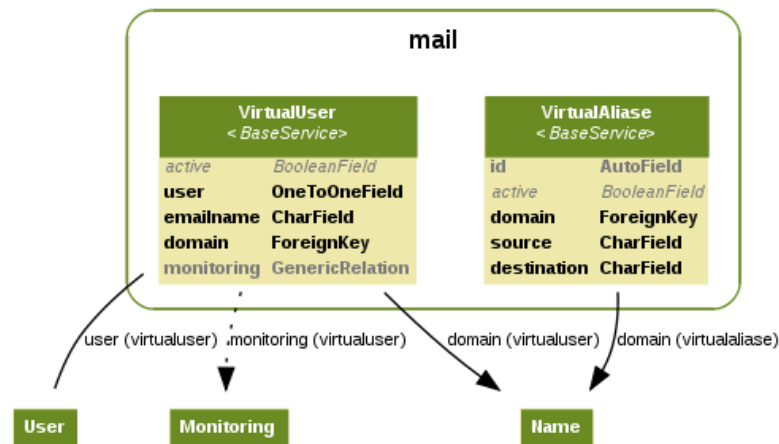 mail
VirtualUser
<BaseService>
active BooleanField
user OneToOneField
emailname CharField
domain ForeignKey
monitoring GenericRelation
VirtualAliase
<BaseService>
id AutoField
active BooleanField
domain ForeignKey
source CharField
destination CharField
user (virtualuser) monitoring (virtualuser) domain (virtualuser) domain (virtualaliase)
User Monitoring Name